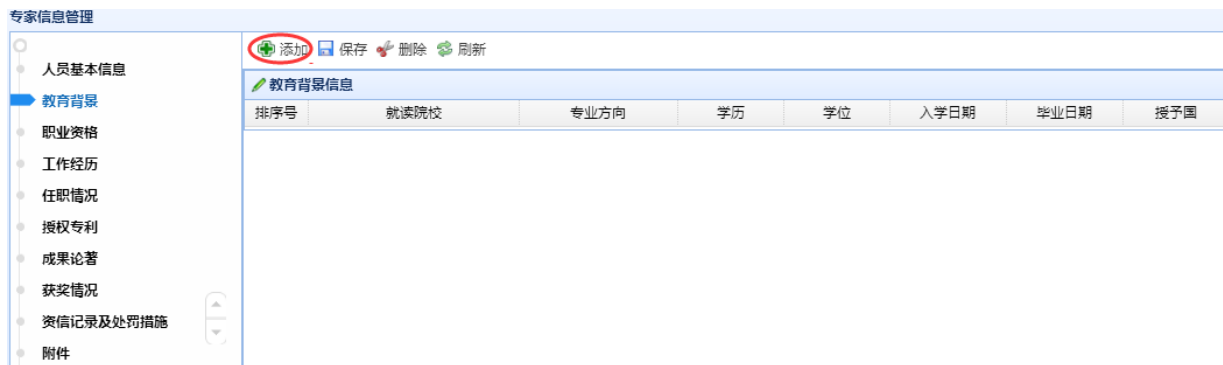 专家信息管理
添加 保存 删除 刷新
人员基本信息
教育背景
职业资格
工作经历
任职情况
授权专利
成果论著
获奖情况
资信记录及处罚措施
附件
教育背景信息
排序号 就读院校 专业方向 学历 学位 入学日期 毕业日期 授予国